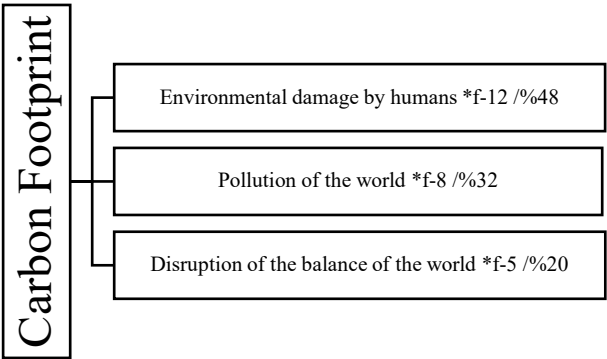 Carbon Footprint
Environmental damage by humans *f-12 /%48
Pollution of the world *f-8 /%32
Disruption of the balance of the world *f-5 /%20